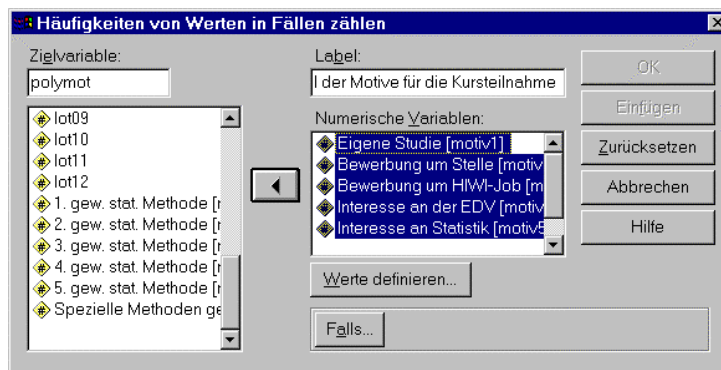 Häufigkeiten von Werten in Fällen zählen
Zielvariable:
polymot
lot09
lot10
lot11
lot12
1. gew. stat. Methode [r
2. gew. stat. Methode [r
3. gew. stat. Methode [r
4. gew. stat. Methode [r
5. gew. stat. Methode [r
Spezielle Methoden ge
Label:
l der Motive für die Kursteilnahme
Numerische Variablen:
Eigene Studie [motiv1]
Bewerbung um Stelle [motiv
Bewerbung um HIWI-Job [m
Interesse an der EDV [motiv
Interesse an Statistik [motiv5
Werte definieren...
Falls...
OK
Einfügen
Zurücksetzen
Abbrechen
Hilfe